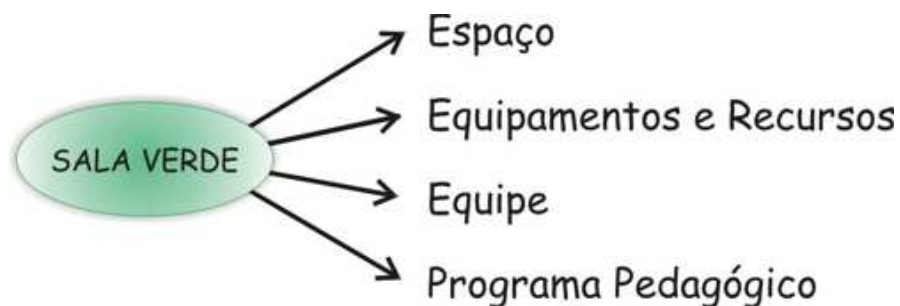 Espaço
Equipamentos e Recursos
SALA VERDE
Equipe
Programa Pedagógico